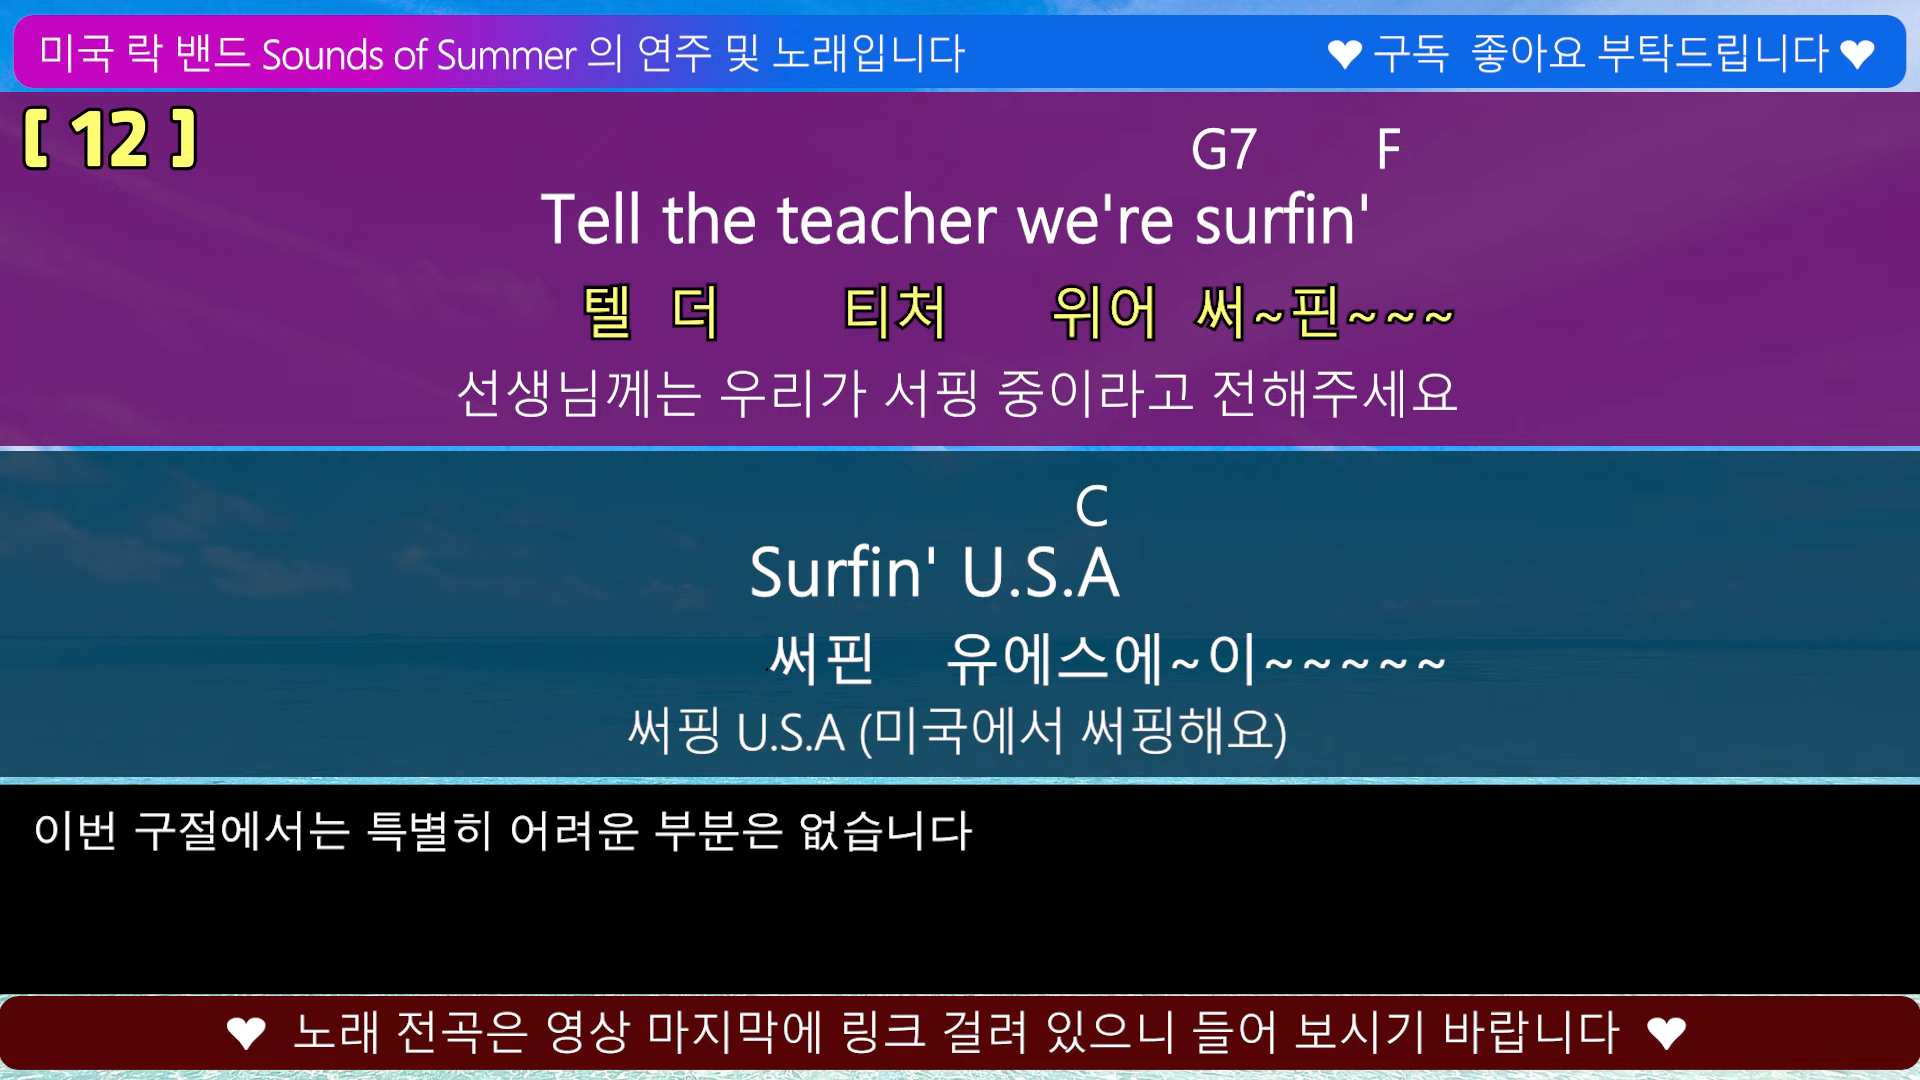 미국 락 밴드 Sounds of Summer 의 연주 및 노래입니다
♥ 구독 좋아요 부탁드립니다 ♥
[ 12 ]
G7 F
Tell the teacher we're surfin'
텔 더 티처 위어 써~핀~~~
선생님께는 우리가 서핑 중이라고 전해주세요
C
Surfin' U.S.A
써핀 유에스에~이~~~~~
써핑 U.S.A (미국에서 써핑해요)
이번 구절에서는 특별히 어려운 부분은 없습니다
♥ 노래 전곡은 영상 마지막에 링크 걸려 있으니 들어 보시기 바랍니다 ♥